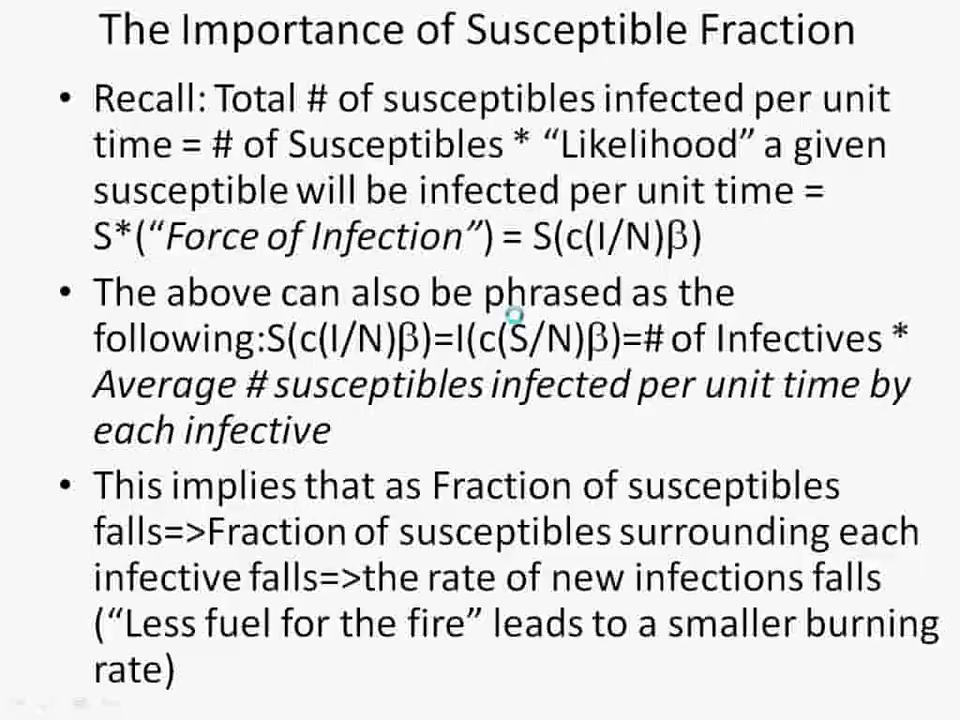 The Importance of Susceptible Fraction
• Recall: Total # of susceptibles infected per unit
time = # of Susceptibles * “Likelihood” a given
susceptible will be infected per unit time =
S*(“Force of Infection”) = S(c(I/N)β)
• The above can also be phrased as the
following:S(c(I/N)β)=I(c(S/N)β)=# of Infectives *
Average # susceptibles infected per unit time by
each infective
• This implies that as Fraction of susceptibles
falls=>Fraction of susceptibles surrounding each
infective falls=>the rate of new infections falls
(“Less fuel for the fire” leads to a smaller burning
rate)